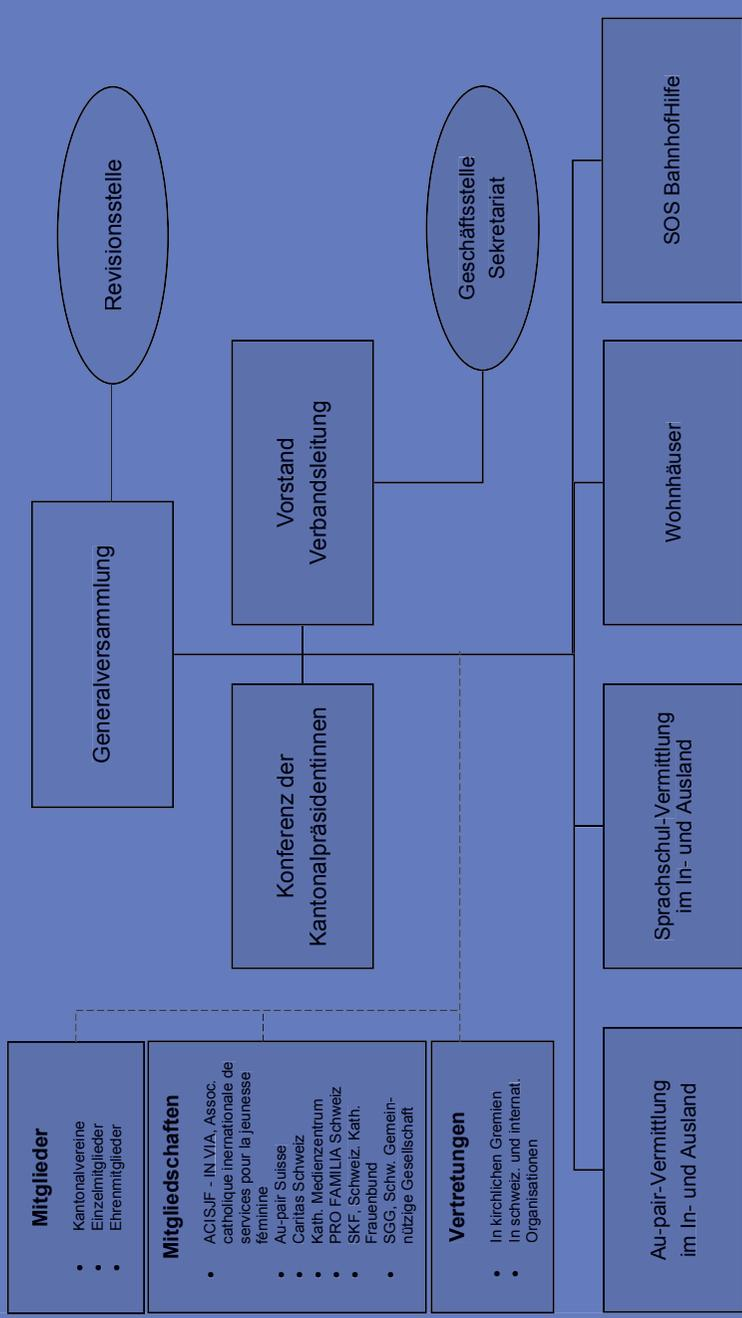 Mitglieder
• Kantonalvereine
• Einzelmitglieder
• Ehrenmitglieder
Mitgliedschaften
• ACISJF - IN VIA, Assoc.
catholique inernationale de
services pour la jeunesse
féminine
• Au-pair Suisse
• Caritas Schweiz
• Kath. Medienzentrum
• PRO FAMILIA Schweiz
• SKF, Schweiz. Kath.
Frauenbund
• SGG, Schw. Gemein-
nützige Gesellschaft
Vertretungen
• In kirchlichen Gremien
• In schweiz. und internat.
Organisationen
Generalversammlung
Revisionsstelle
Konferenz der
Kantonalpräsidentinnen
Vorstand
Verbandsleitung
Geschäftsstelle
Sekretariat
Au-pair-Vermittlung
im In- und Ausland
Sprachschul-Vermittlung
im In- und Ausland
Wohnhäuser
SOS BahnhofHilfe